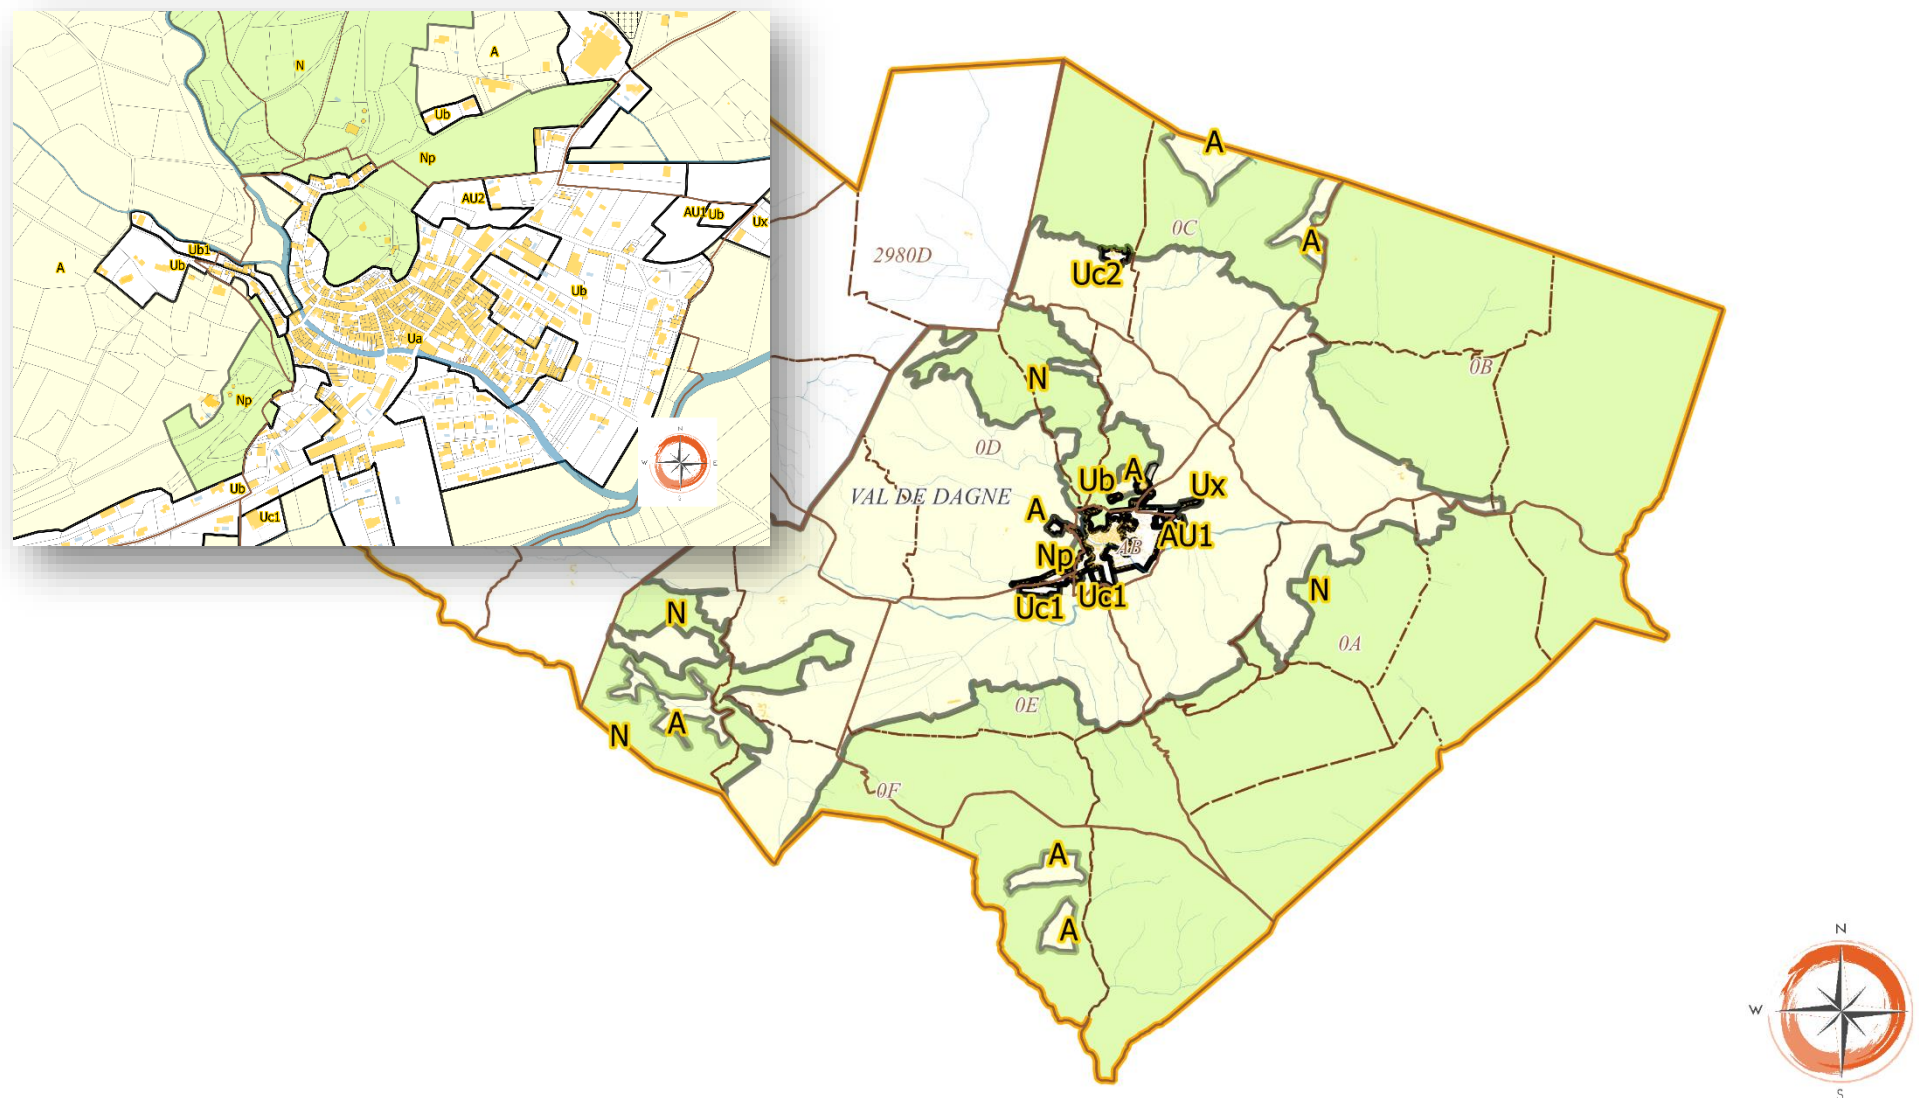 A
N
Ub
Np
AU2
AU1
Ub
Ux
Ub1
Ub
A
Ub
Ua
Np
Ub
Uc1
N
W
E
S
A
0C
A
2980D
Uc2
0B
N
0D
Ub
A
Ux
VAL DE DAGNE
A
AU1
AB
Np
Uc1
Uc1
N
N
0A
0E
A
N
0F
A
A
N
W
S